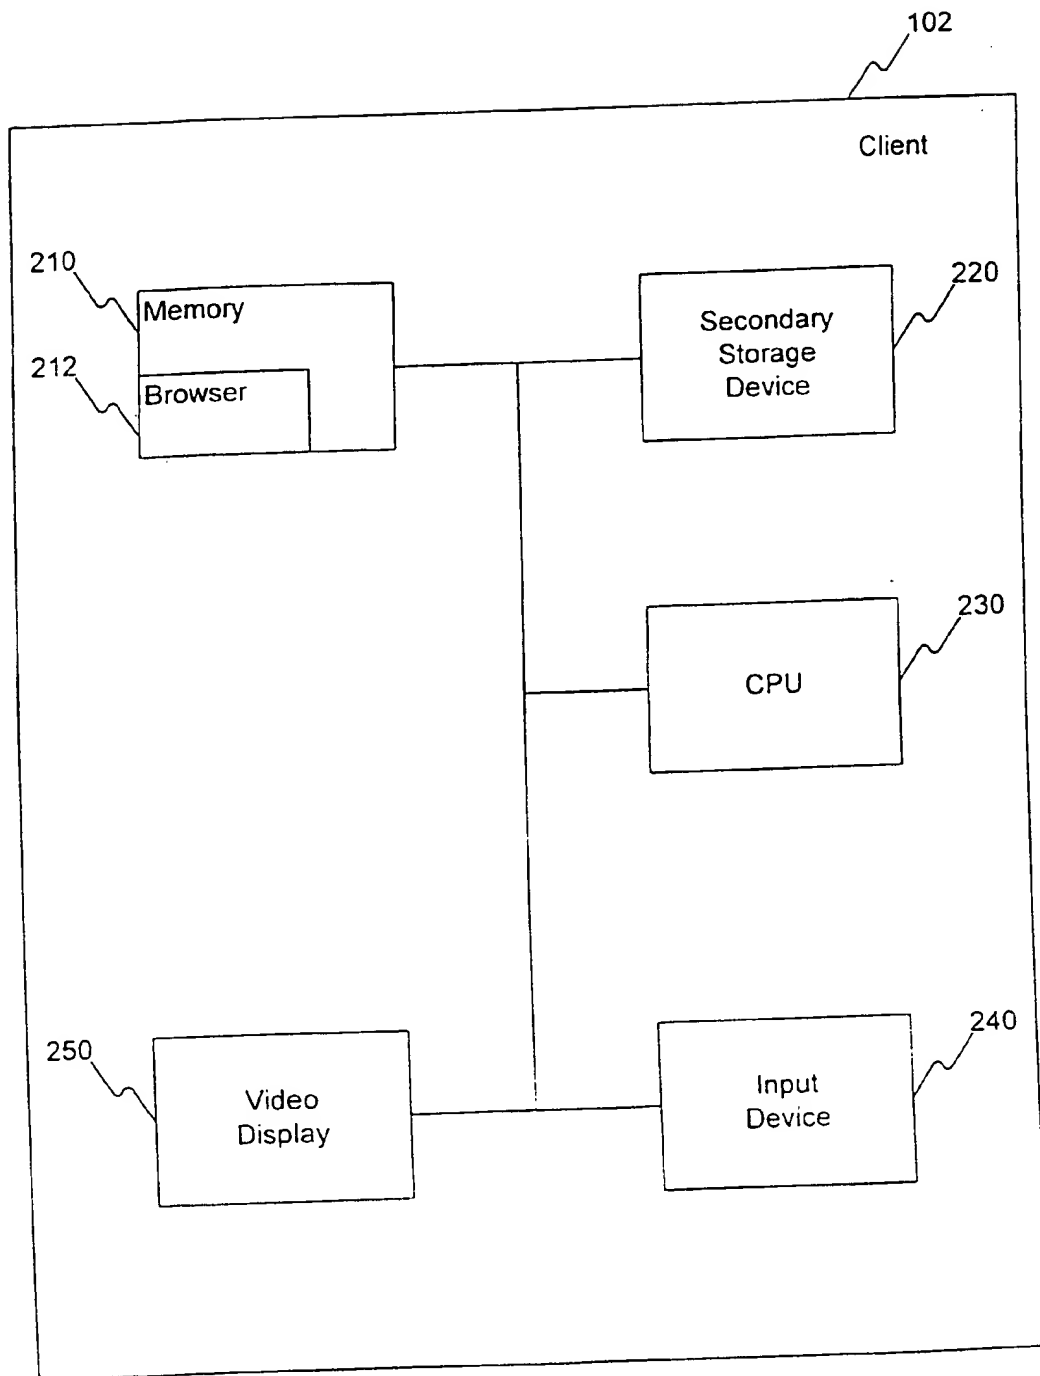 102
Client
210
Memory
220
Secondary
Storage
Device
212
Browser
230
CPU
250
Video
Display
240
Input
Device